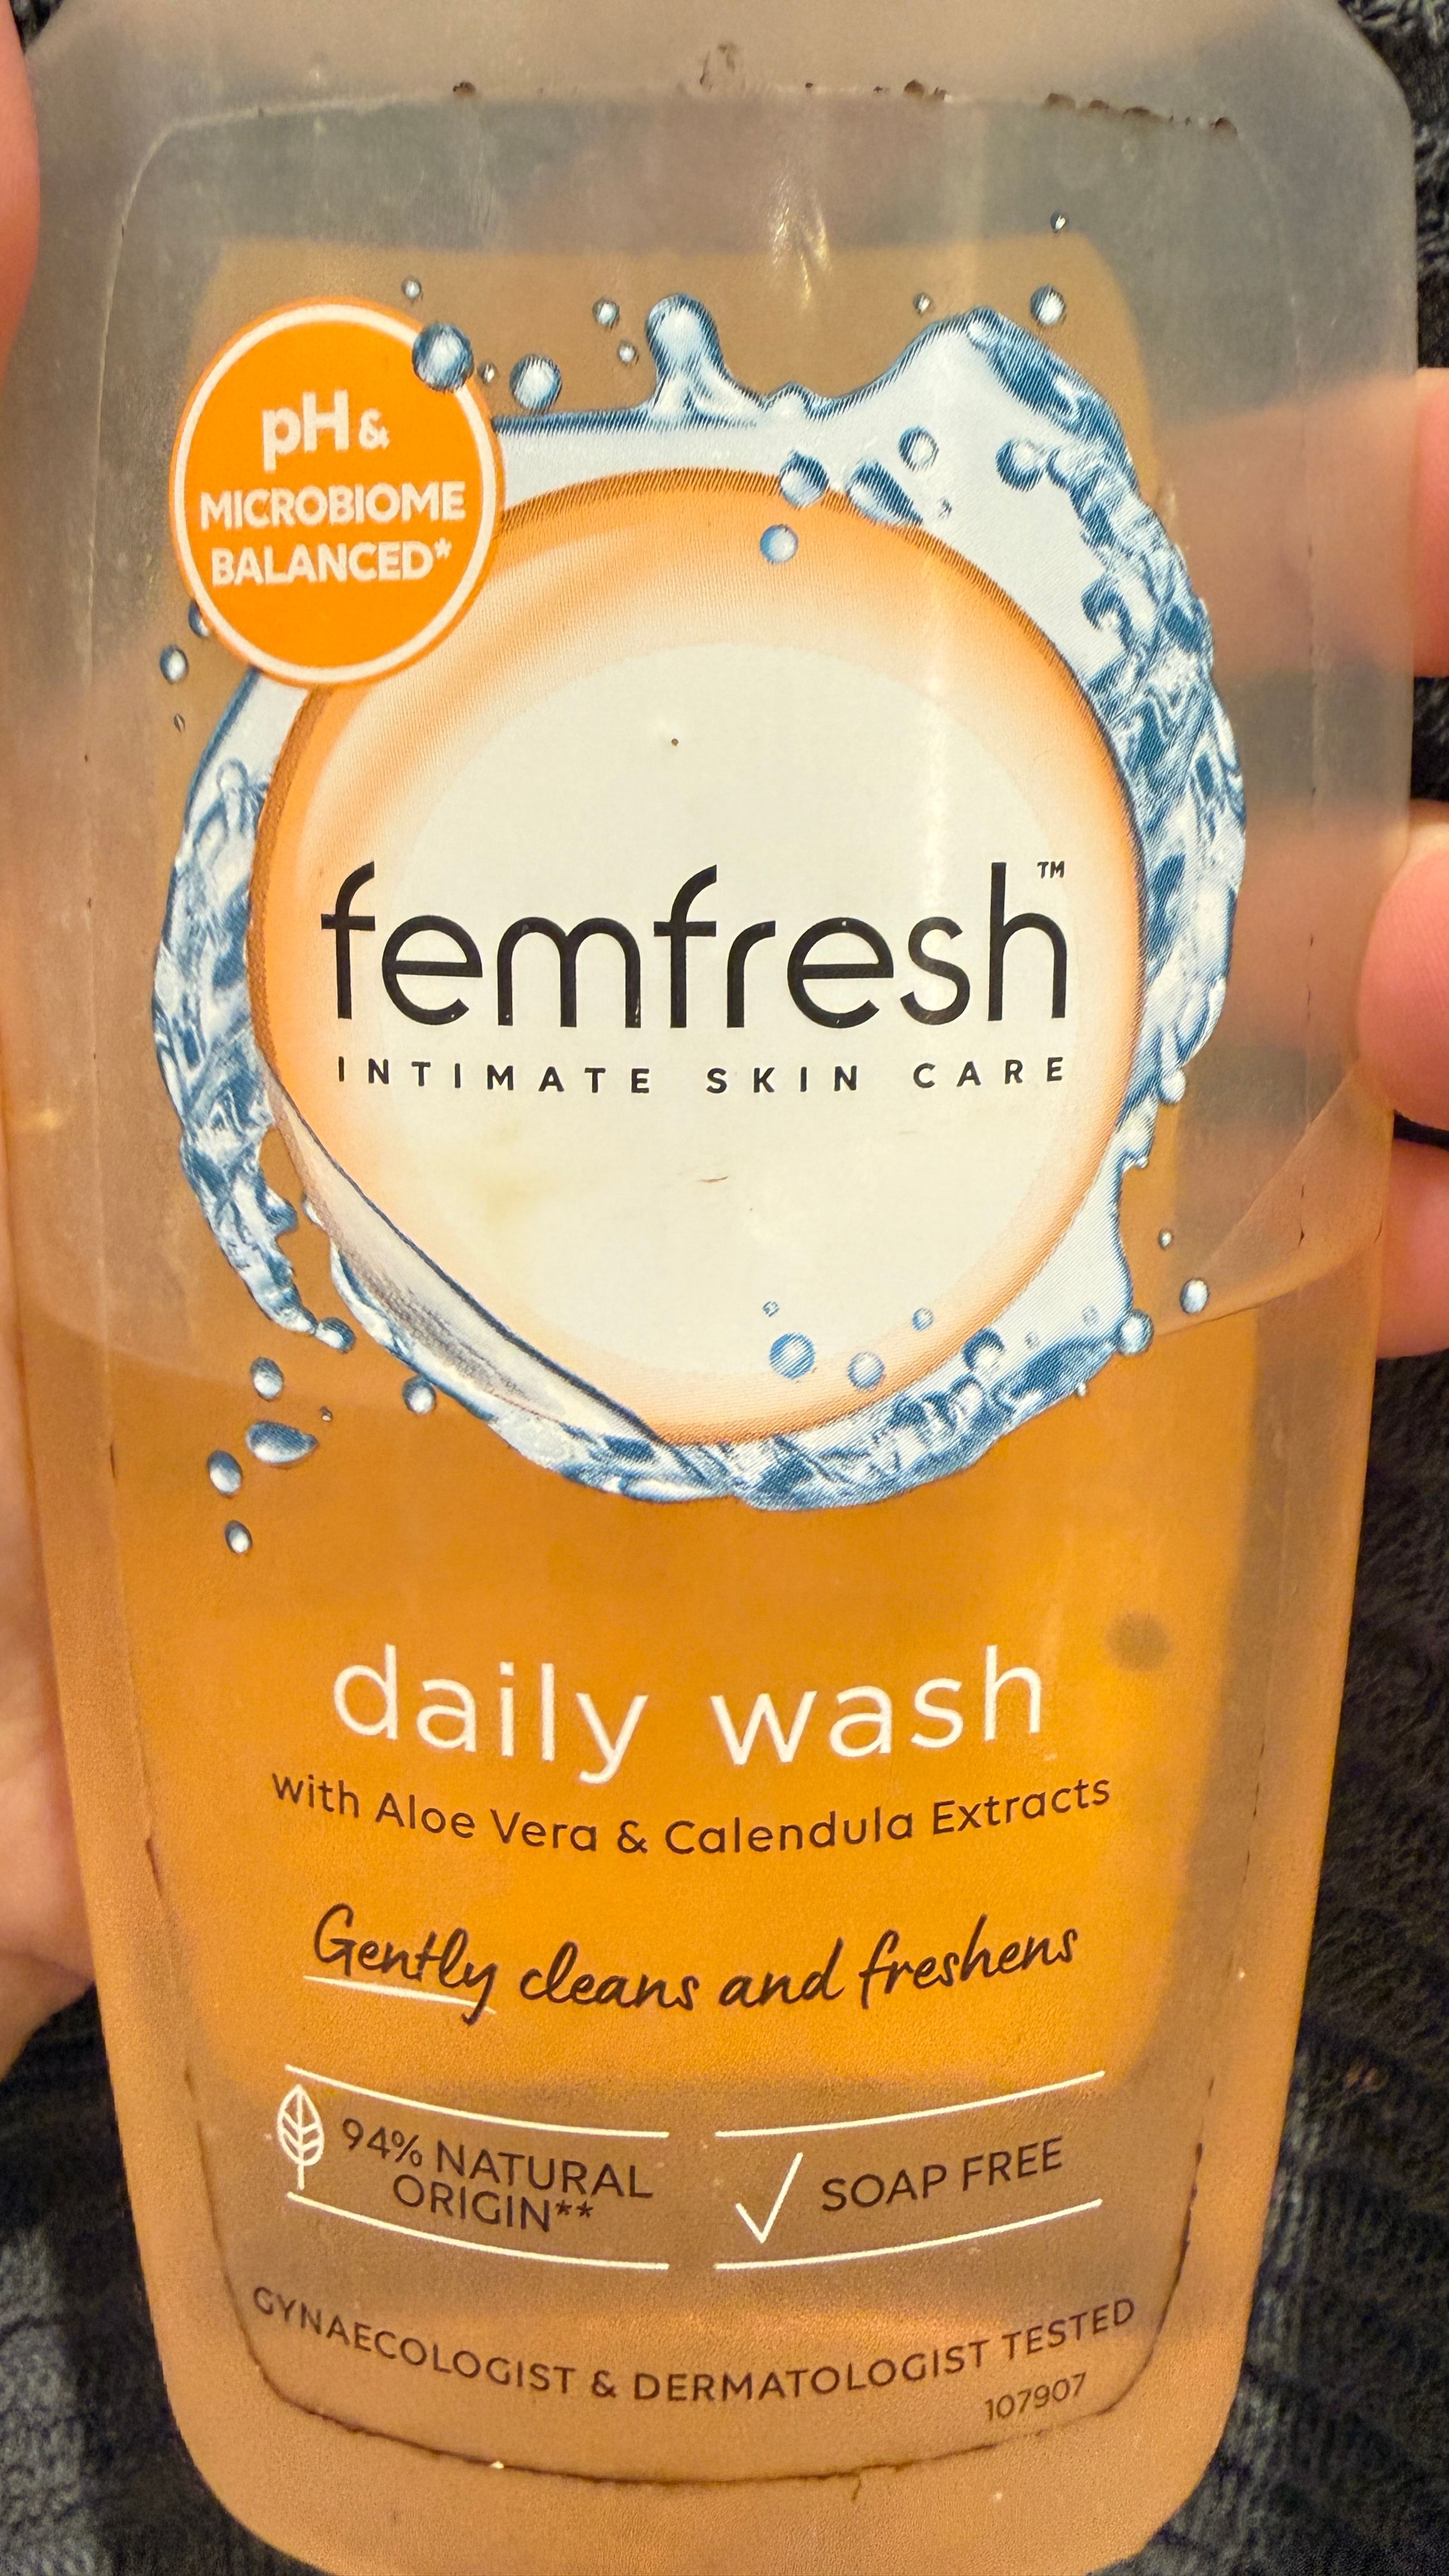 pH &
MICROBIOME
BALANCED*
femfresh™
INTIMATE SKIN CARE
daily wash
with Aloe Vera & Calendula Extracts
Gently cleans and freshens
94% NATURAL
ORIGIN**
SOAP FREE
GYNAECOLOGIST & DERMATOLOGIST TESTED
107907